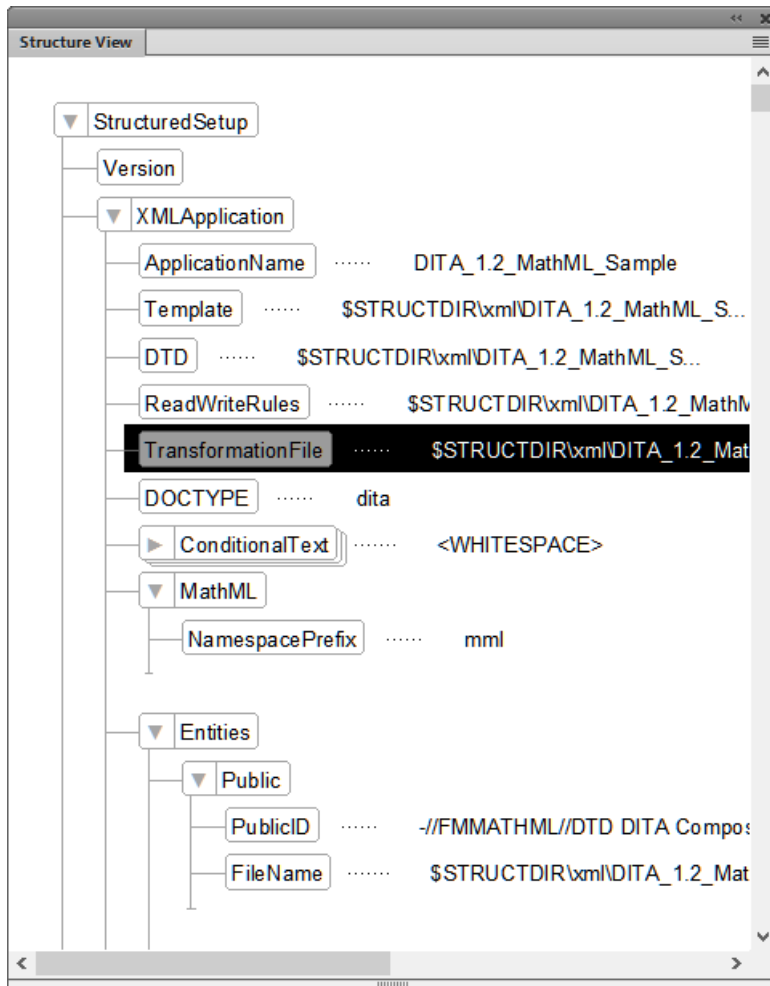 Structure View
StructuredSetup
Version
XMLApplication
ApplicationName ...... DITA_1.2_MathML_Sample
Template ...... $STRUCTDIR\xml\DITA_1.2_MathML_S...
DTD ...... $STRUCTDIR\xml\DITA_1.2_MathML_S...
ReadWriteRules ...... $STRUCTDIR\xml\DITA_1.2_MathM
TransformationFile ...... $STRUCTDIR\xml\DITA_1.2_Mat
DOCTYPE ...... dita
ConditionalText ....... <WHITESPACE>
MathML
NamespacePrefix ...... mml
Entities
Public
PublicID ...... -//FMMATHML//DTD DITA Compos
FileName ....... $STRUCTDIR\xml\DITA_1.2_Mat